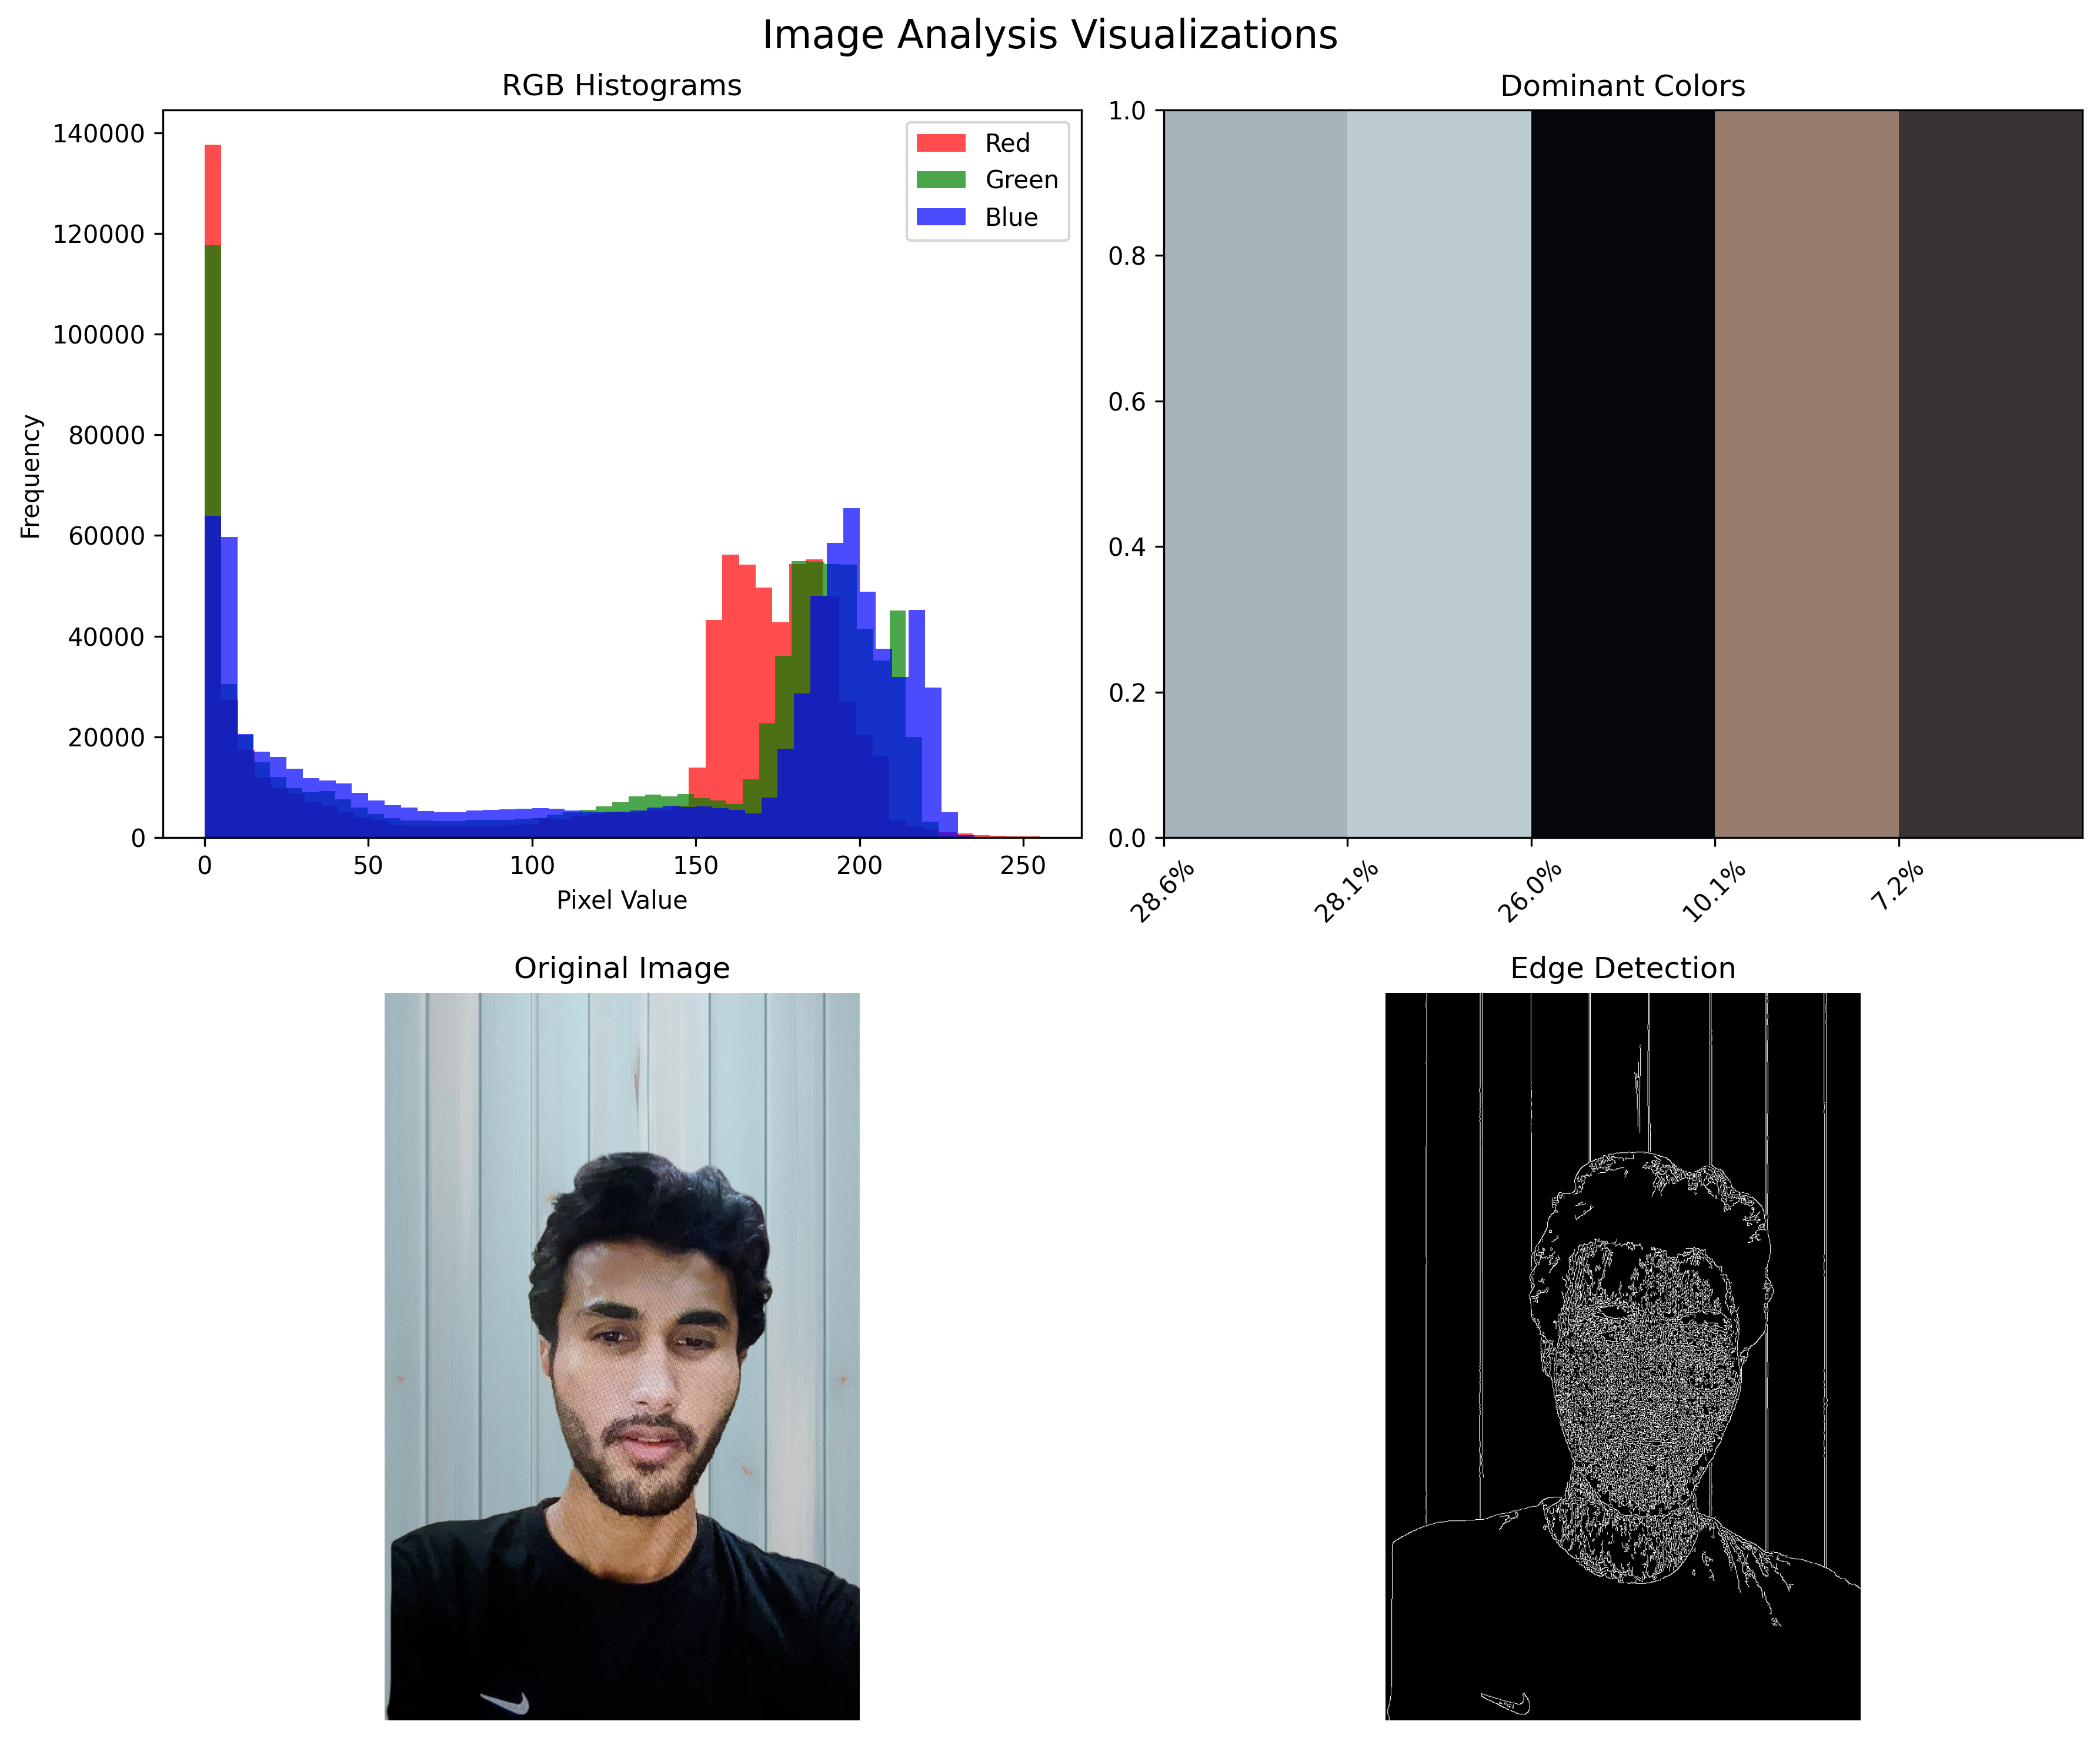 Image Analysis Visualizations
RGB Histograms
Frequency
140000
120000
100000
80000
60000
40000
20000
0
Red
Green
Blue
0 50 100 150 200 250
Pixel Value
Dominant Colors
1.0
0.8
0.6
0.4
0.2
0.0
28.6% 28.1% 26.0% 10.1% 7.2%
Original Image
Edge Detection